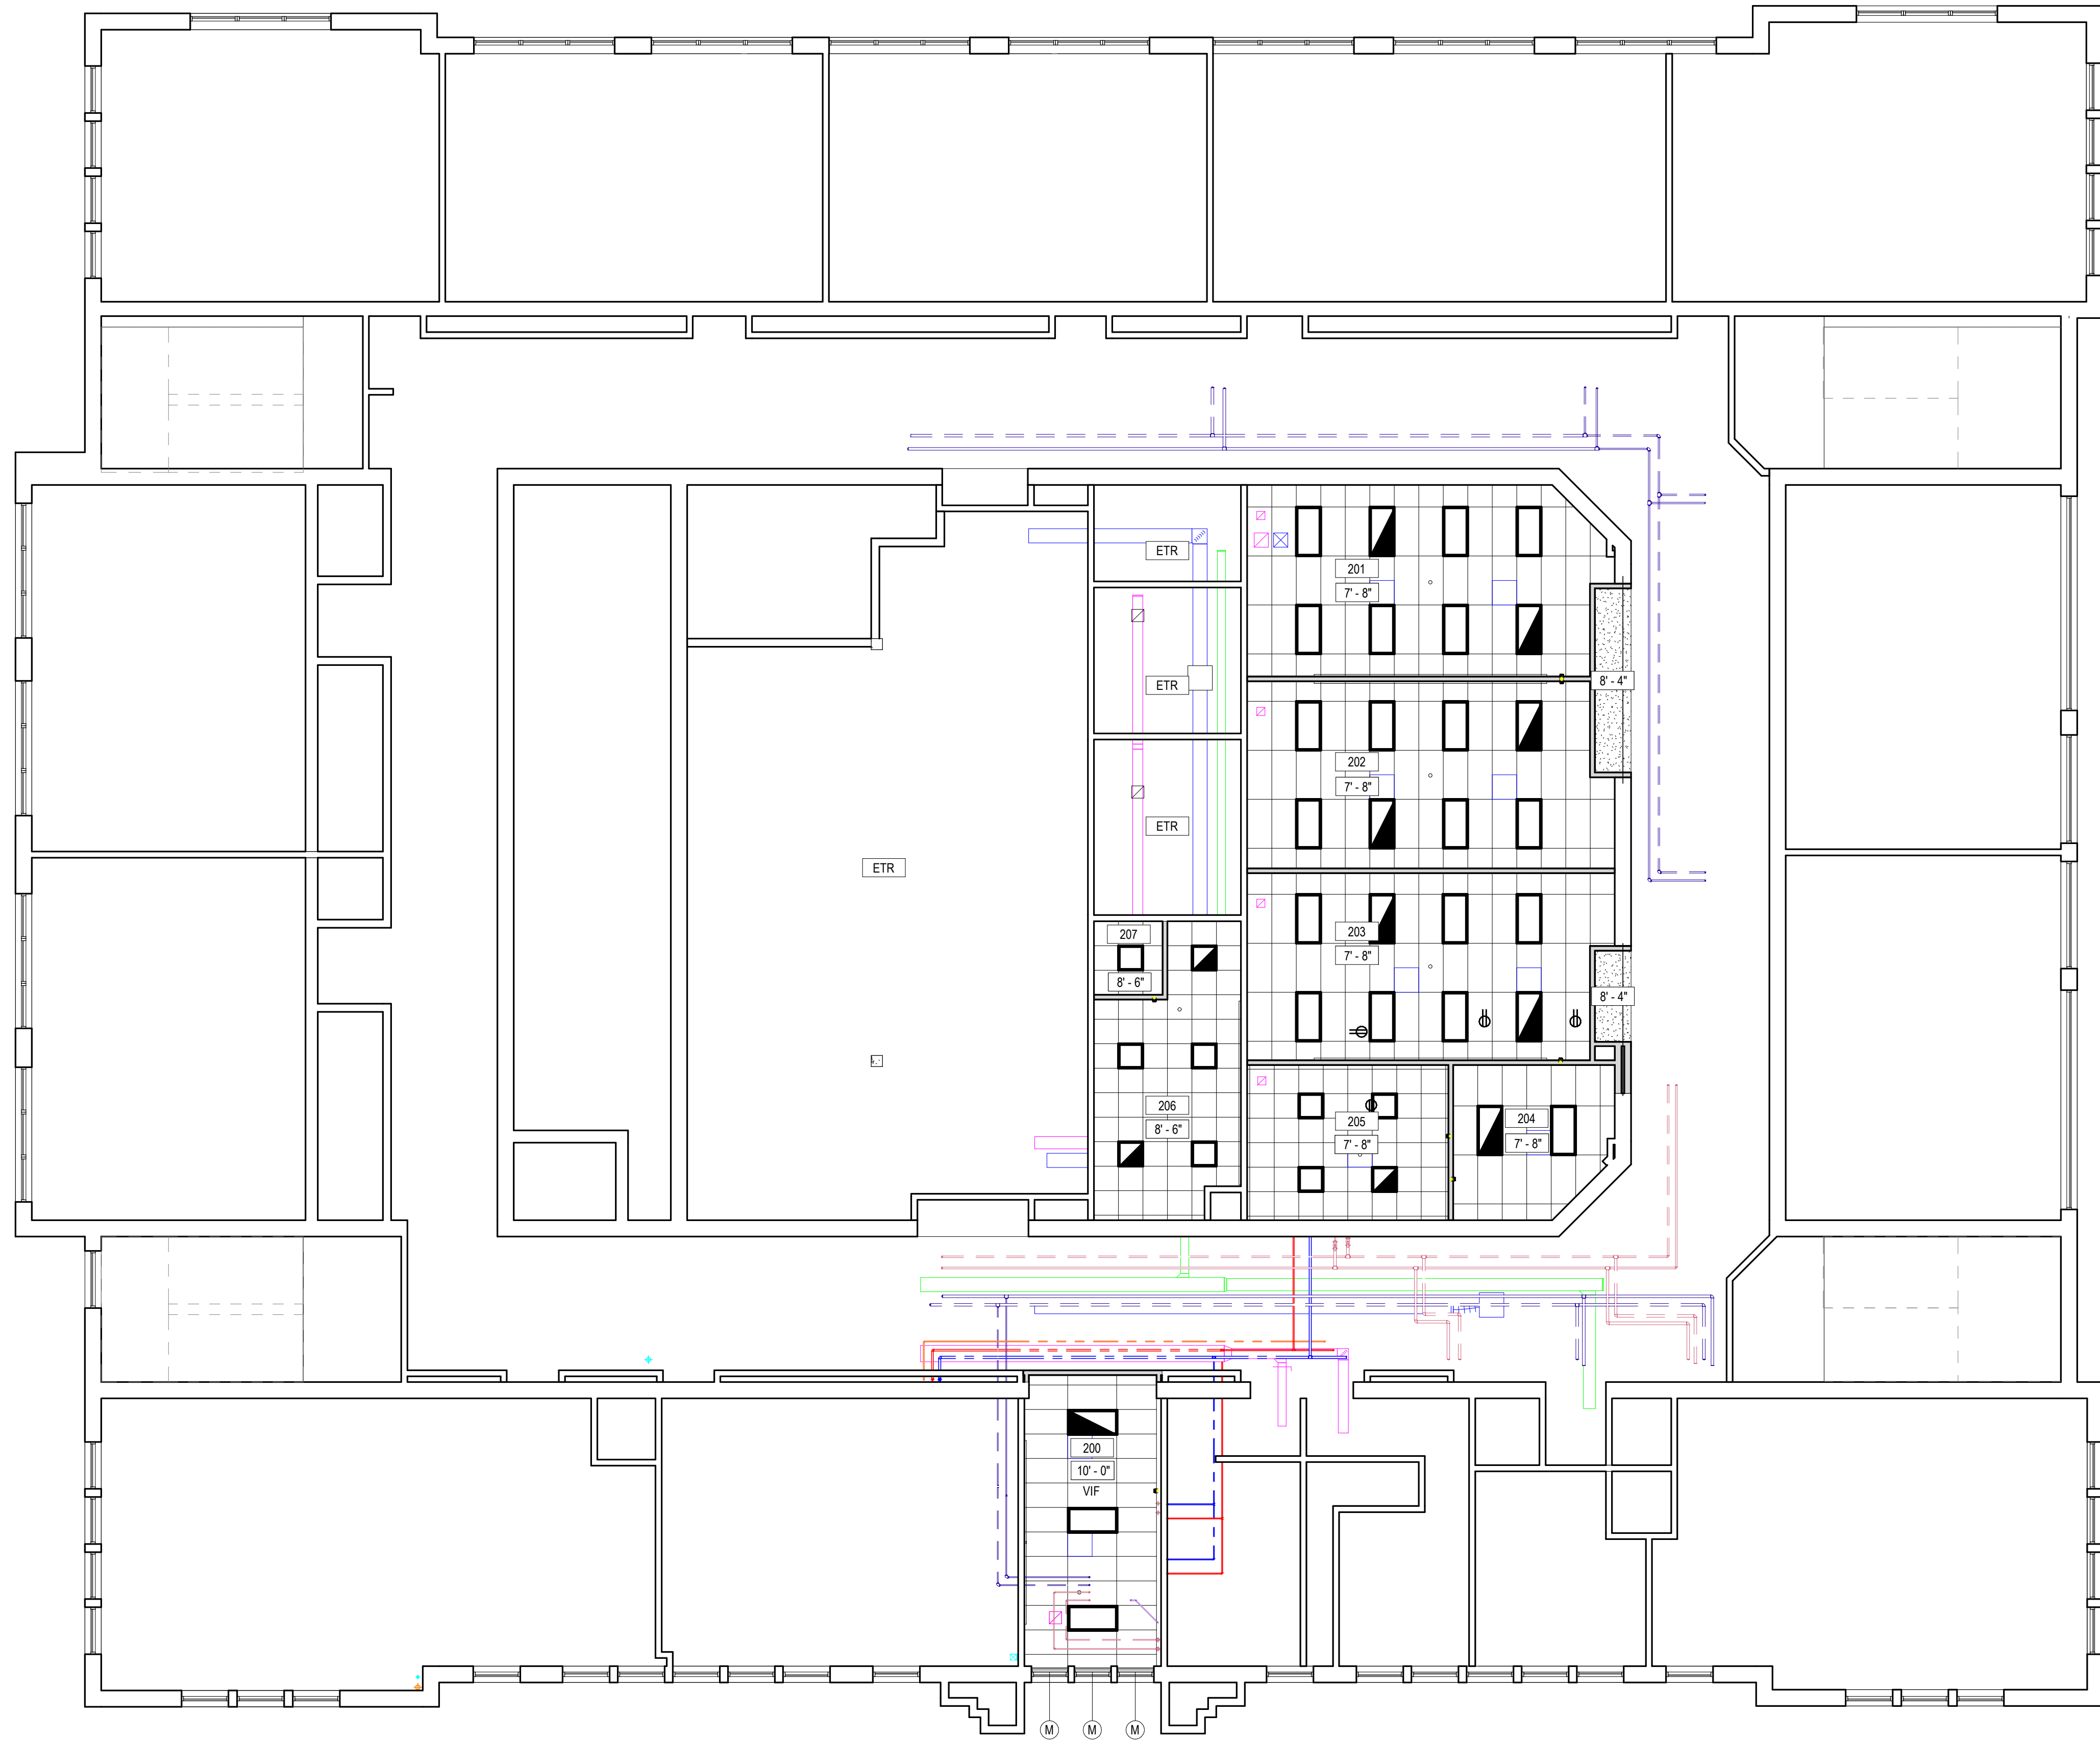 ETR
201
7' - 8"
ETR
8' - 4"
202
7' - 8"
ETR
ETR
207
203
7' - 8"
8' - 6"
8' - 4"
206
8' - 6"
205
7' - 8"
204
7' - 8"
200
10' - 0"
VIF
M
M
M